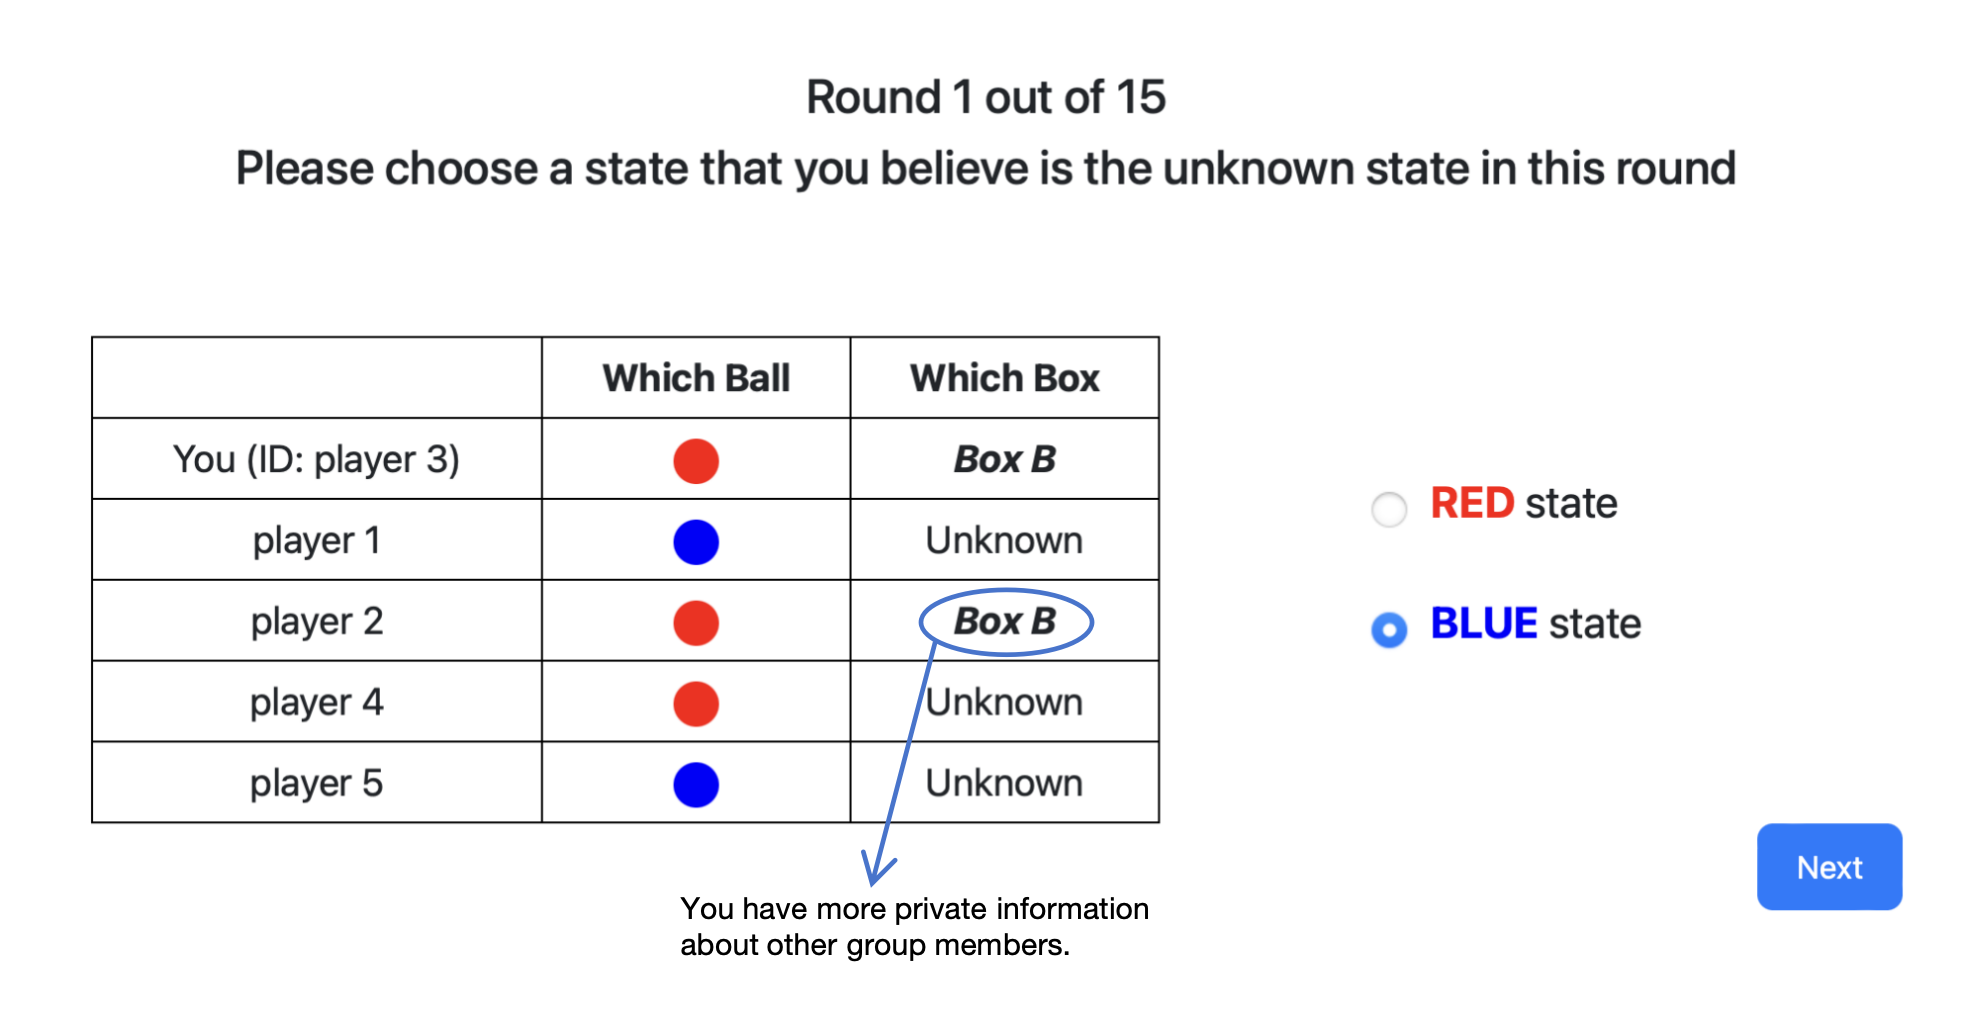 Round 1 out of 15
Please choose a state that you believe is the unknown state in this round
Which Ball Which Box
You (ID: player 3) Box B
player 1 Unknown
player 2 Box B
player 4 Unknown
player 5 Unknown
RED state
BLUE state
Next
You have more private information
about other group members.